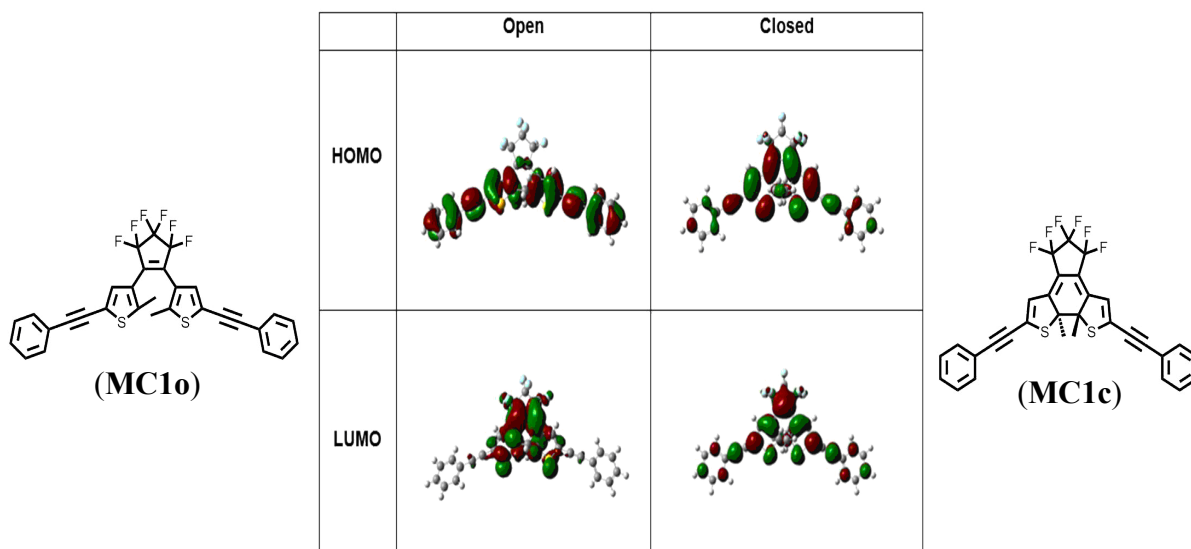 F F F F
F F
S S
(MC1o)
Open Closed
HOMO
LUMO
F F F F
F F
S S
(MC1c)